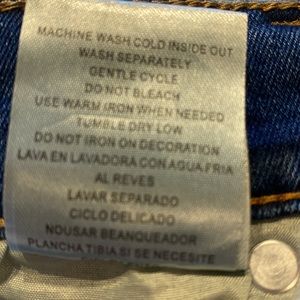 MACHINE WASH COLD INSIDE OUT
WASH SEPARATELY
GENTLE CYCLE
DO NOT BLEACH
USE WARM IRON WHEN NEEDED
TUMBLE DRY LOW
DO NOT IRON ON DECORATION
LAVA EN LAVADORA CON AGUA FRIA
AL REVES
LAVAR SEPARADO
CICLO DELICADO
NOUSAR BEANQUEADOR
PLANCHA TIBIA SI SE NECESITE